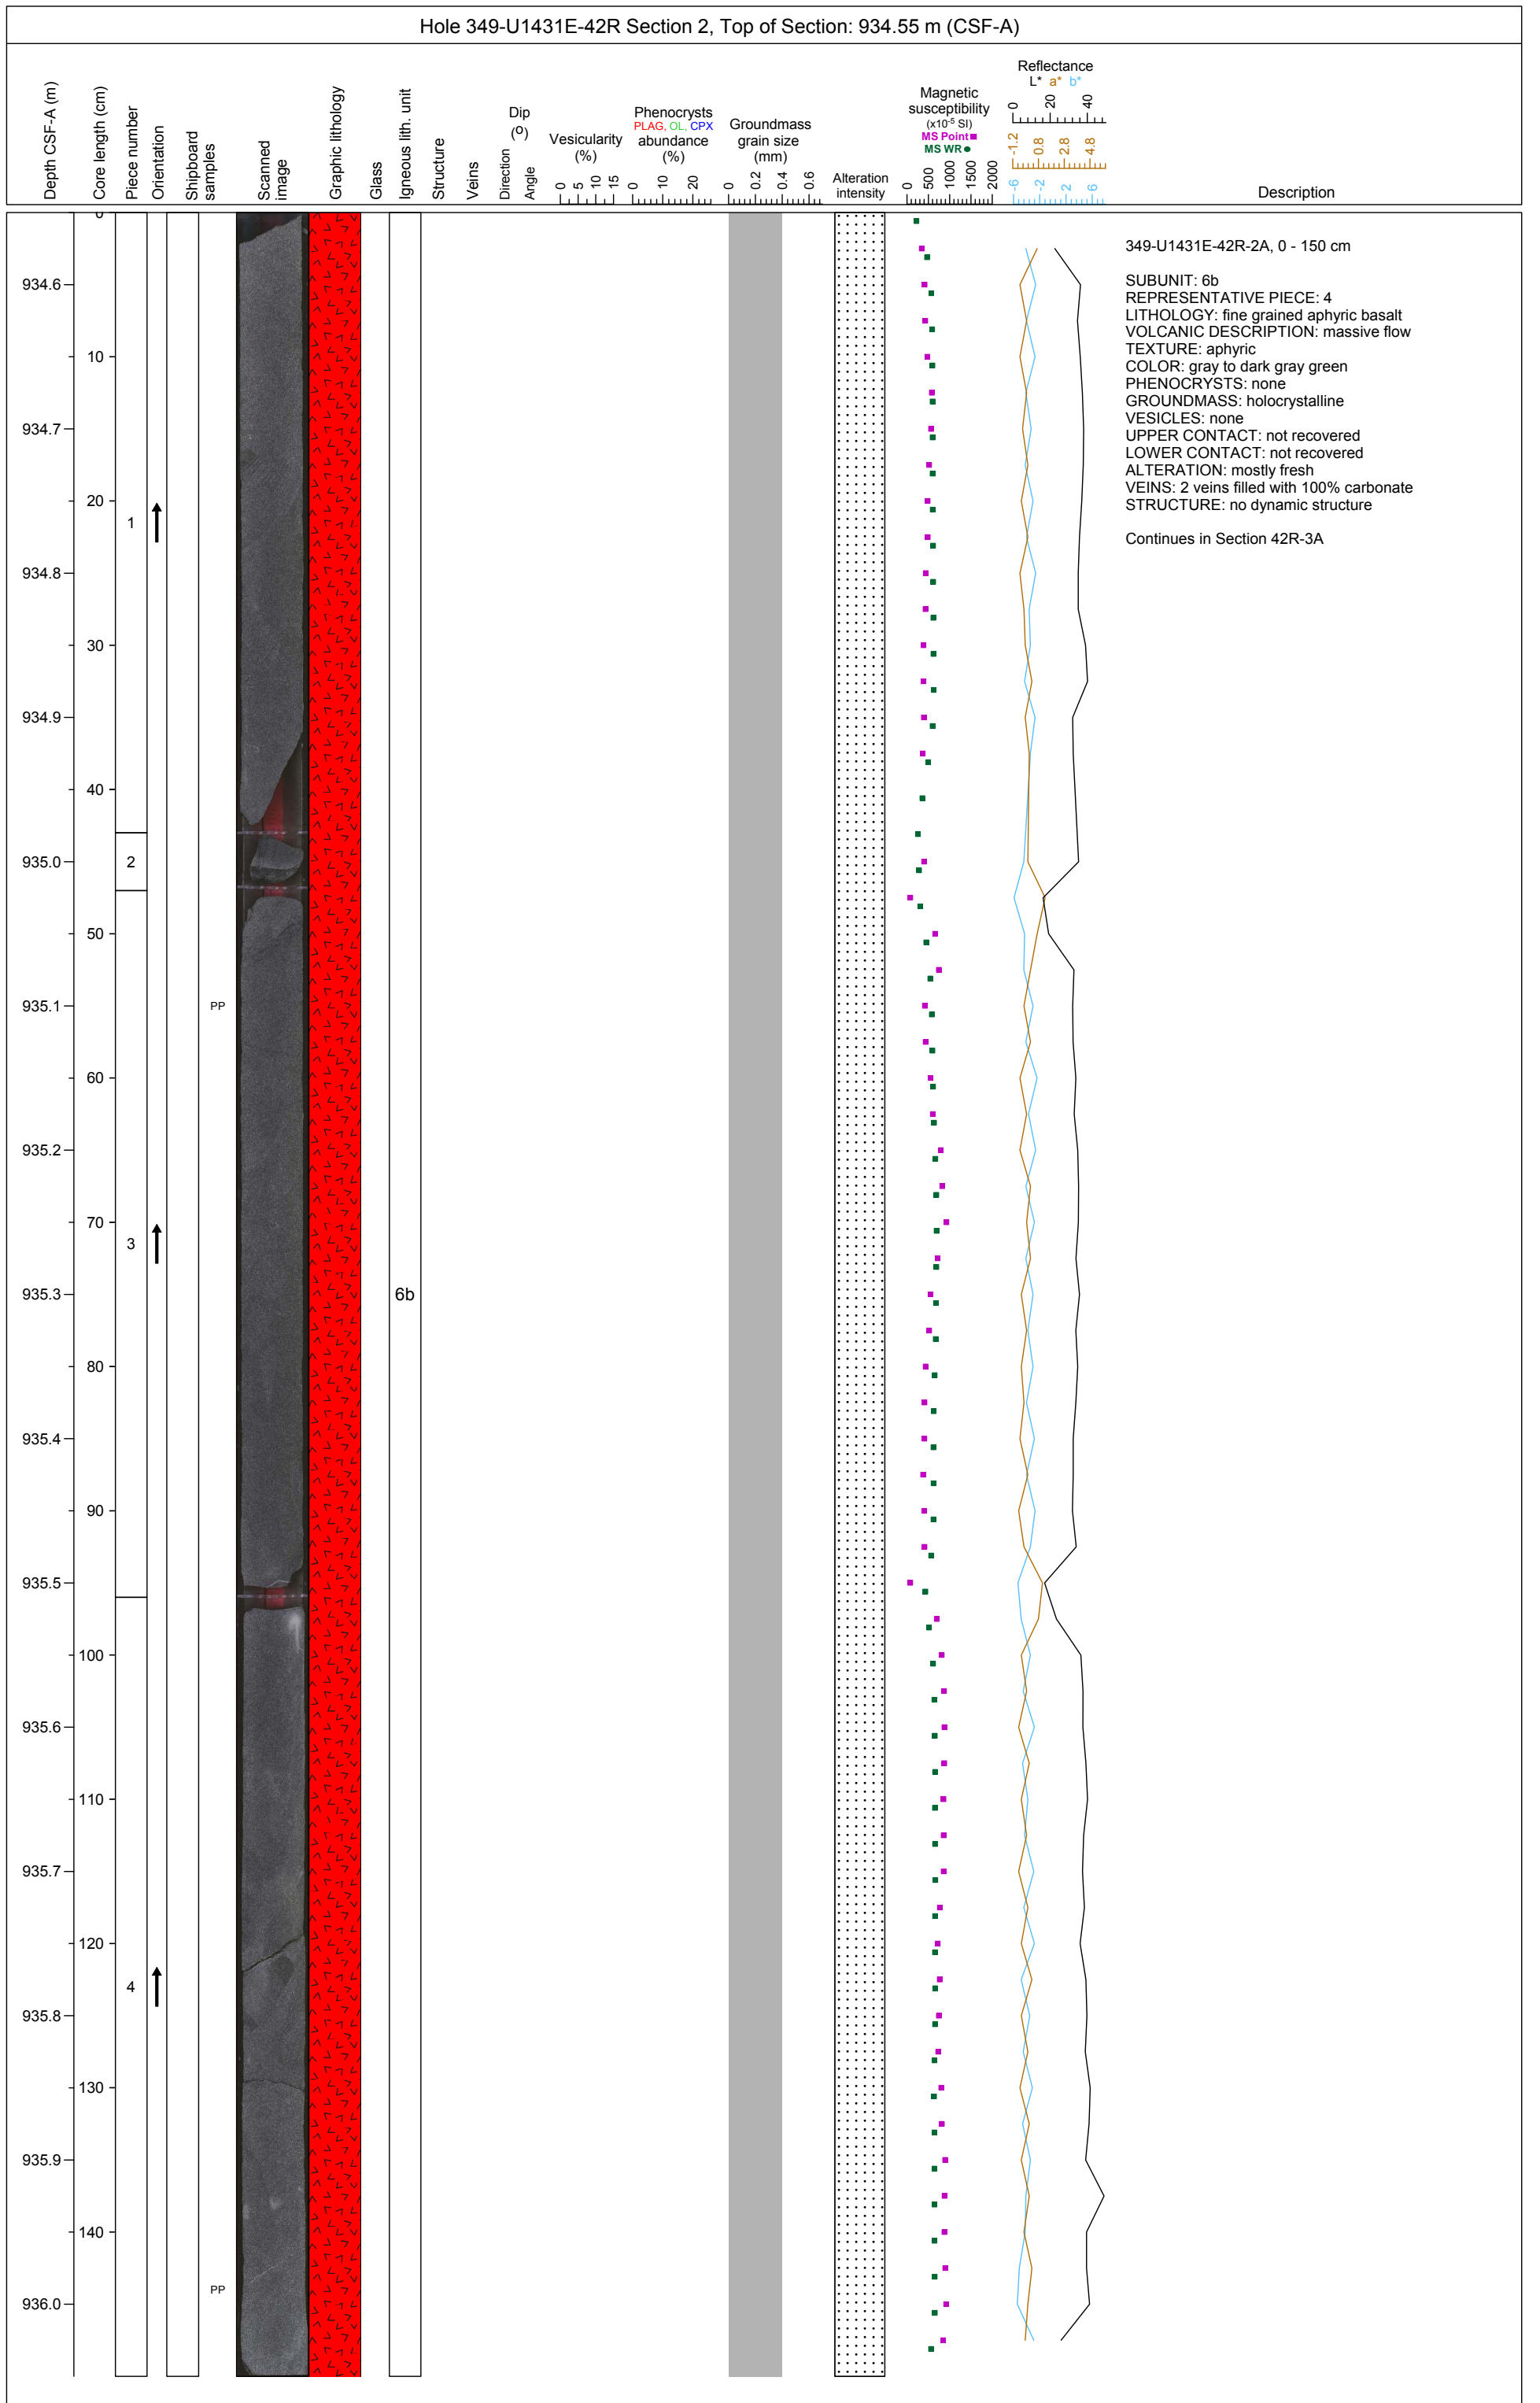 Hole 349-U1431E-42R Section 2, Top of Section: 934.55 m (CSF-A)
Depth CSF-A (m)
Core length (cm)
Piece number
Orientation
Shipboard
samples
Scanned
image
Graphic lithology
Glass
Igneous lith. unit
Structure
Veins
Dip
(o)
Direction
Angle
Vesicularity
(%)
0 5 10 15
Phenocrysts
PLAG, OL, CPX
abundance
(%)
0 10 20
Groundmass
grain size
(mm)
0 0.2 0.4 0.6
Alteration
intensity
Magnetic
susceptibility
(x10-5 SI)
MS Point
MS WR
0 500 1000 1500 2000
Reflectance
L* a* b*
0 20 40
-1.2 0.8 2.8 4.8
-6 -2 2 6
Description
0
934.6
10
934.7
20
1
934.8
30
934.9
40
2
935.0
50
935.1
PP
60
935.2
70
3
935.3
6b
80
935.4
90
935.5
100
935.6
110
935.7
120
4
935.8
130
935.9
140
PP
936.0
349-U1431E-42R-2A, 0 - 150 cm
SUBUNIT: 6b
REPRESENTATIVE PIECE: 4
LITHOLOGY: fine grained aphyric basalt
VOLCANIC DESCRIPTION: massive flow
TEXTURE: aphyric
COLOR: gray to dark gray green
PHENOCRYSTS: none
GROUNDMASS: holocrystalline
VESICLES: none
UPPER CONTACT: not recovered
LOWER CONTACT: not recovered
ALTERATION: mostly fresh
VEINS: 2 veins filled with 100% carbonate
STRUCTURE: no dynamic structure
Continues in Section 42R-3A